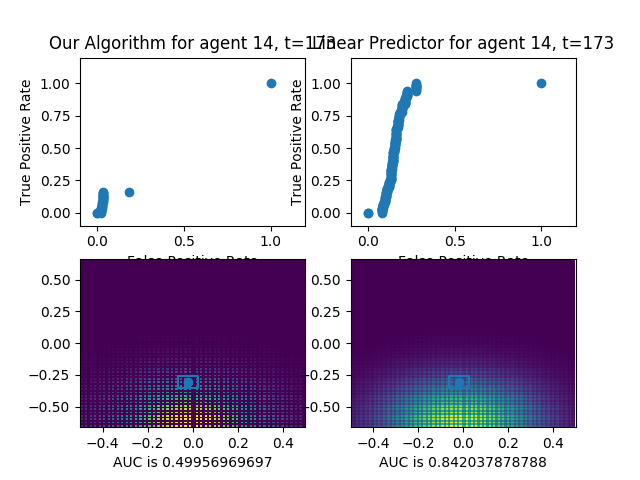 Our Algorithm for agent 14, t=173
Linear Predictor for agent 14, t=173
True Positive Rate
1.00
0.75
0.50
0.25
0.00
0.0 0.5 1.0
False Positive Rate
True Positive Rate
1.00
0.75
0.50
0.25
0.00
0.0 0.5 1.0
False Positive Rate
0.50
0.25
0.00
−0.25
−0.50
−0.4 −0.2 0.0 0.2 0.4
AUC is 0.49956969697
0.50
0.25
0.00
−0.25
−0.50
−0.4 −0.2 0.0 0.2 0.4
AUC is 0.842037878788